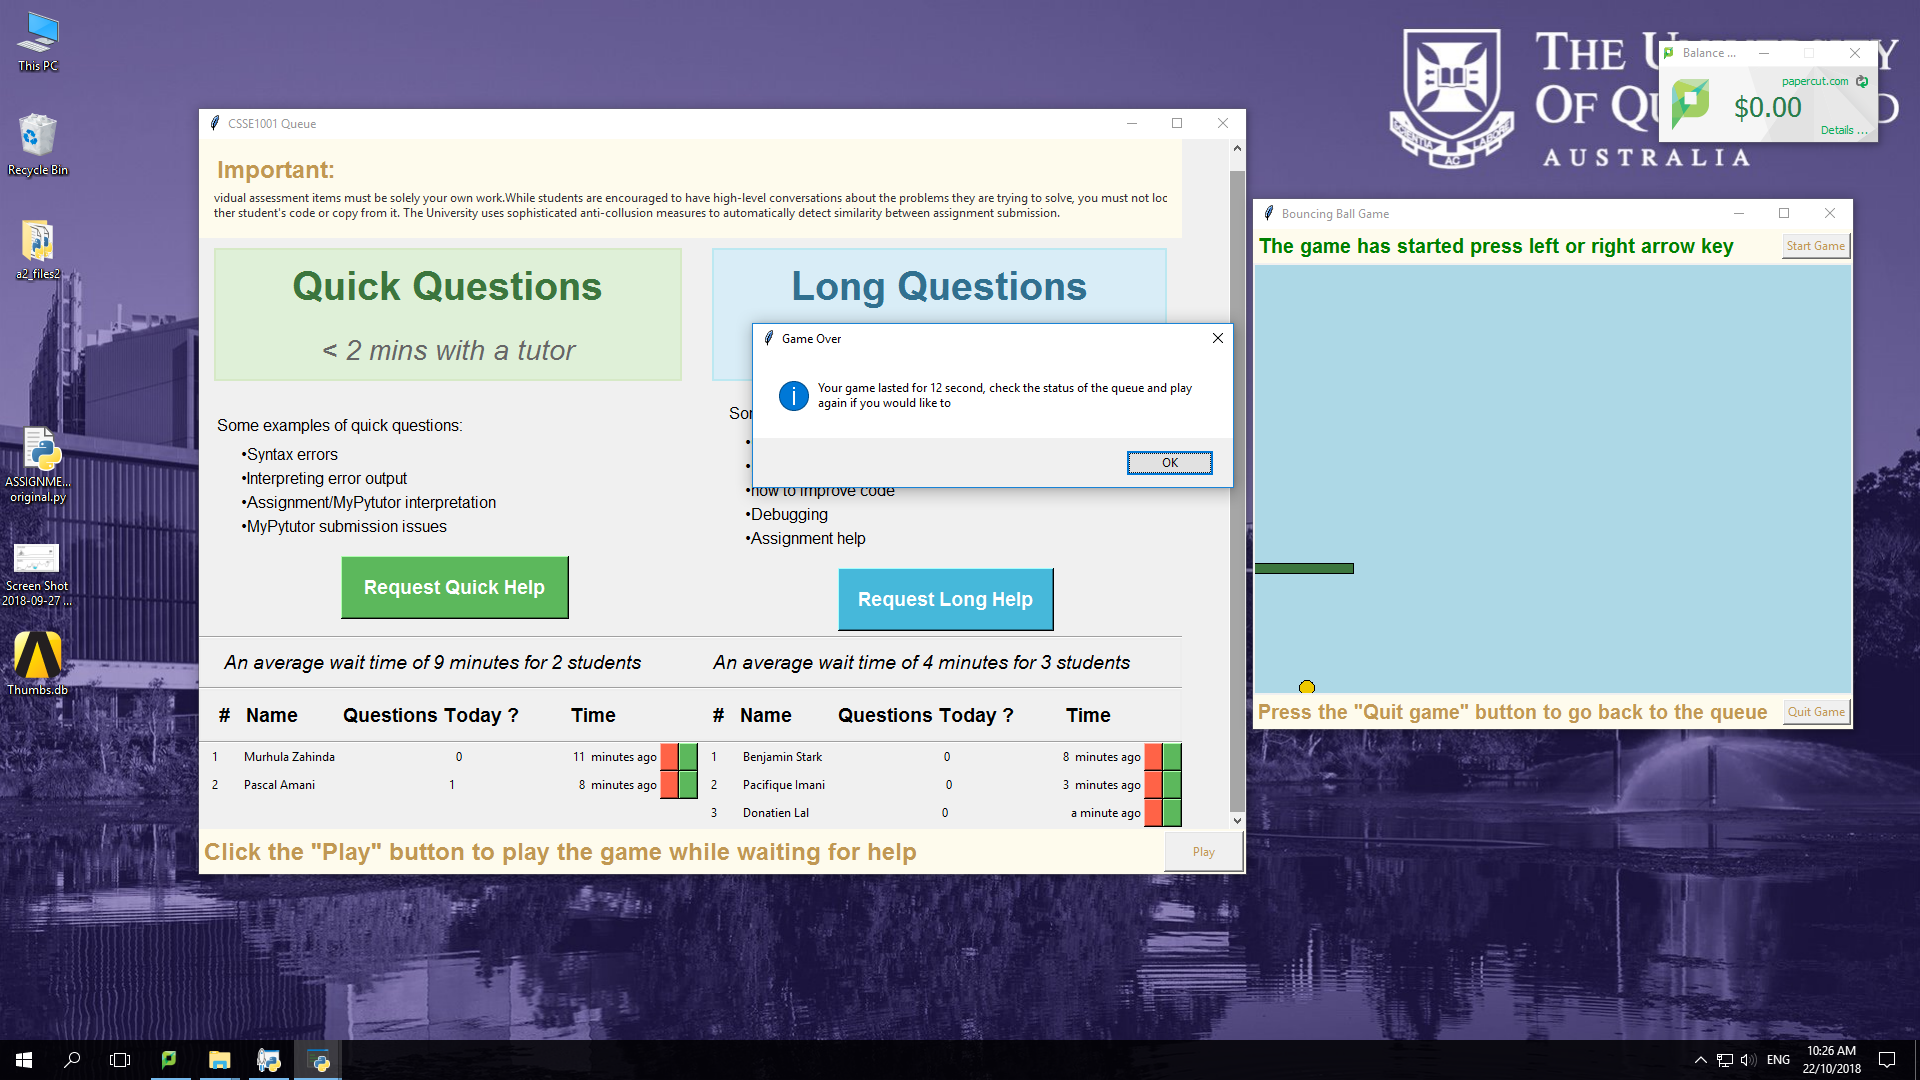 This PC
Recycle Bin
a2_files2
ASSIGNME...
original.py
Screen Shot
2018-09-27 ...
Thumbs.db
CSSE1001 Queue
Important:
vidual assessment items must be solely your own work.While students are encouraged to have high-level conversations about the problems they are trying to solve, you must not loc
ther student's code or copy from it. The University uses sophisticated anti-collusion measures to automatically detect similarity between assignment submission.
Quick Questions
< 2 mins with a tutor
Some examples of quick questions:
•Syntax errors
•Interpreting error output
•Assignment/MyPytutor interpretation
•MyPytutor submission issues
Request Quick Help
An average wait time of 9 minutes for 2 students
# Name Questions Today ? Time
1 Murhula Zahinda 0 11 minutes ago
2 Pascal Amani 1 8 minutes ago
Long Questions
•how to improve code
•Debugging
•Assignment help
Request Long Help
An average wait time of 4 minutes for 3 students
# Name Questions Today ? Time
1 Benjamin Stark 0 8 minutes ago
2 Pacifique Imani 0 3 minutes ago
3 Donatien Lal 0 a minute ago
Click the "Play" button to play the game while waiting for help
Play
Game Over
Your game lasted for 12 second, check the status of the queue and play
again if you would like to
OK
THE
OF
AUSTRALIA
SCIENTIA AC LABORE
Balance ...
papercut.com
$0.00
Details ...
Bouncing Ball Game
The game has started press left or right arrow key
Start Game
Press the "Quit game" button to go back to the queue
Quit Game
ENG
10:26 AM
22/10/2018